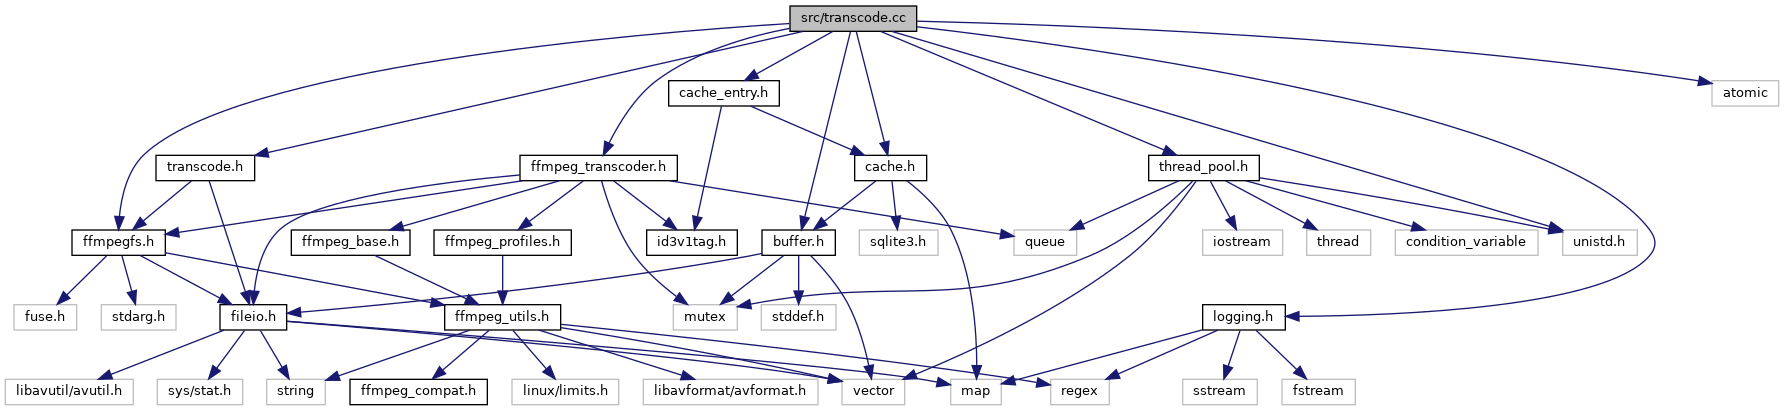 src/transcode.cc
cache_entry.h
atomic
transcode.h
ffmpeg_transcoder.h
cache.h
thread_pool.h
ffmpegfs.h
ffmpeg_base.h
ffmpeg_profiles.h
id3v1tag.h
buffer.h
sqlite3.h
queue
iostream
thread
condition_variable
unistd.h
fuse.h
stdarg.h
fileio.h
ffmpeg_utils.h
mutex
stddef.h
logging.h
libavutil/avutil.h
sys/stat.h
string
ffmpeg_compat.h
linux/limits.h
libavformat/avformat.h
vector
map
regex
sstream
fstream